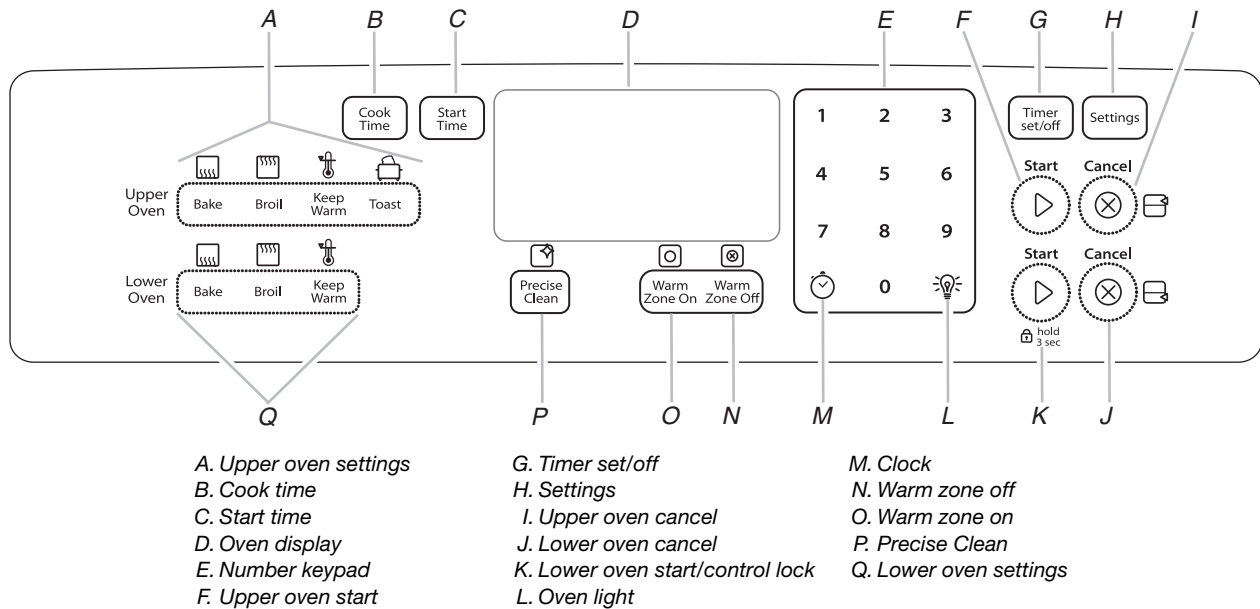 A B C D E F G H I
Cook
Time
Start
Time
1 2 3
Timer
set/off
Settings
4 5 6
Start Cancel
Upper
Oven
Bake Broil Keep
Warm Toast
7 8 9
Precise
Clean
Warm
Zone On
Warm
Zone Off
0
Start Cancel
Lower
Oven
Bake Broil Keep
Warm
hold
3 sec
Q P O N M L K J
A. Upper oven settings
B. Cook time
C. Start time
D. Oven display
E. Number keypad
F. Upper oven start
G. Timer set/off
H. Settings
I. Upper oven cancel
J. Lower oven cancel
K. Lower oven start/control lock
L. Oven light
M. Clock
N. Warm zone off
O. Warm zone on
P. Precise Clean
Q. Lower oven settings